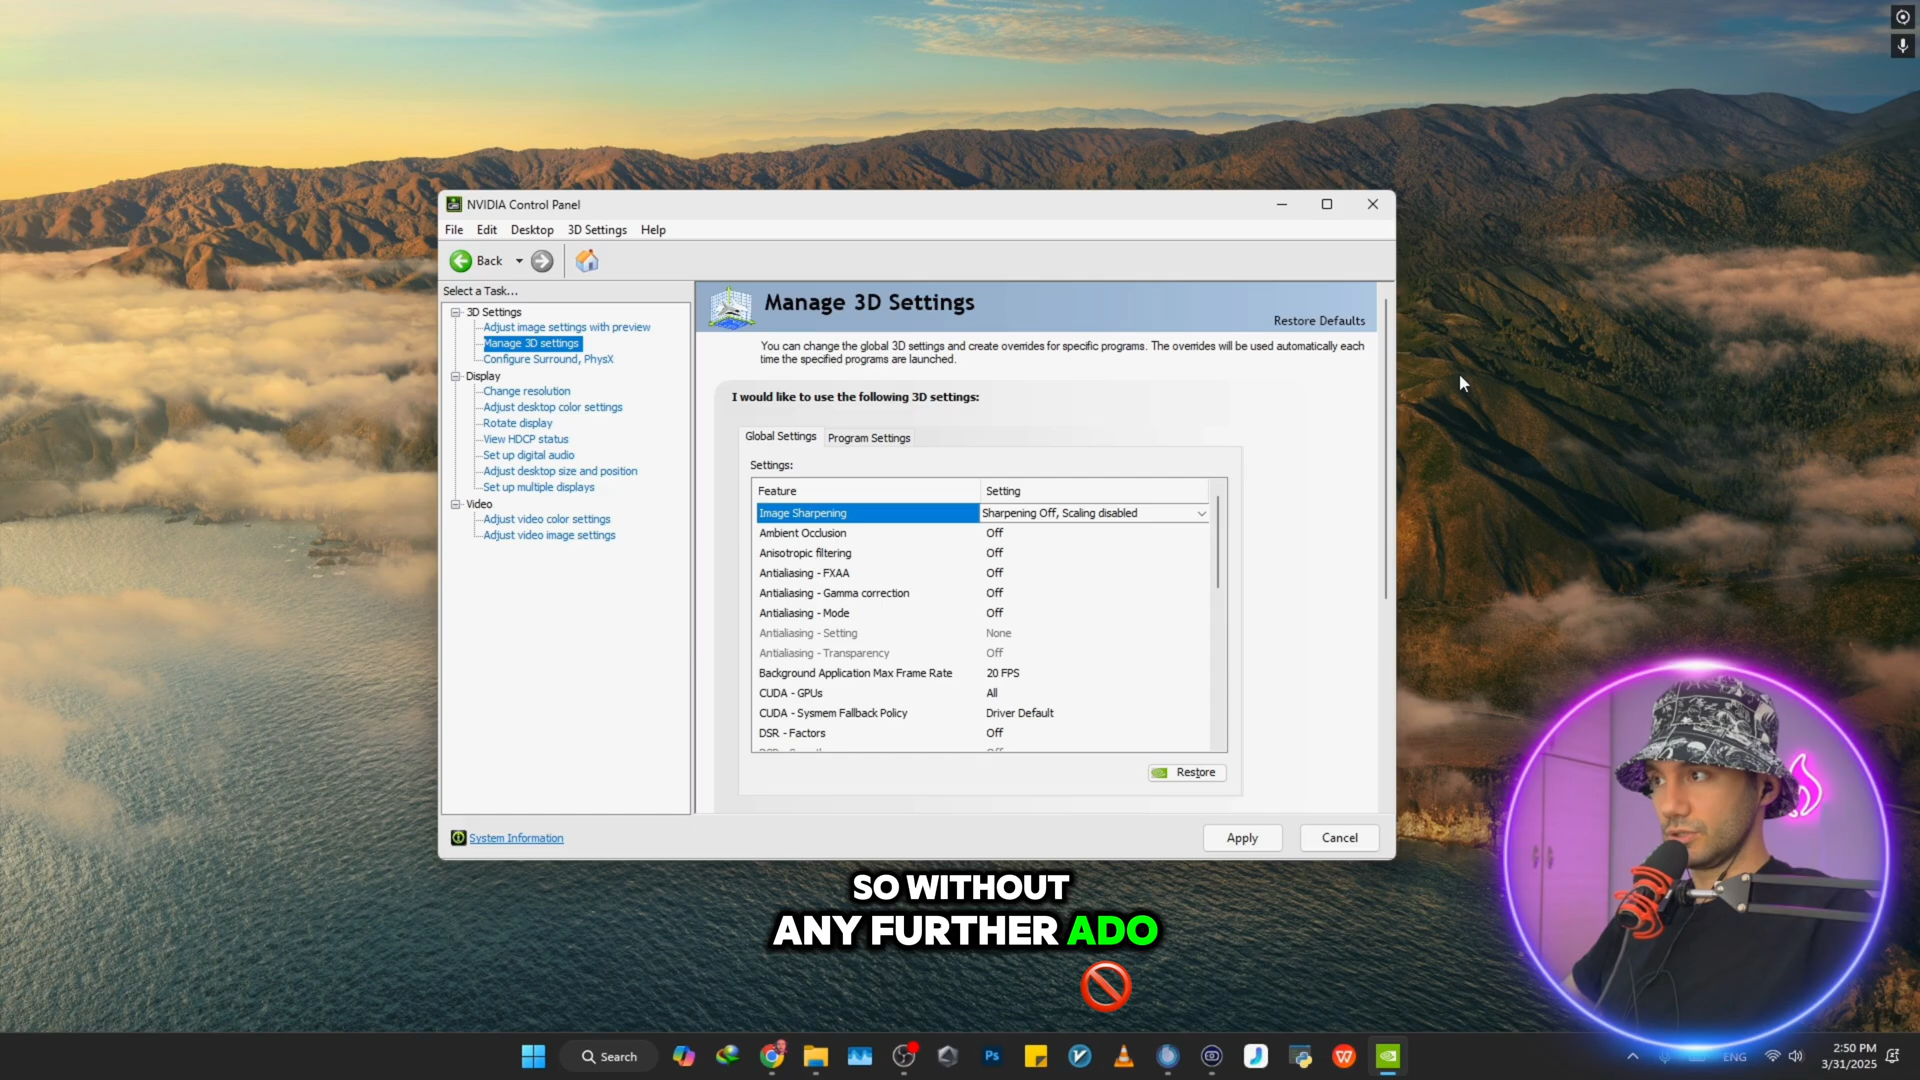 NVIDIA Control Panel
File Edit Desktop 3D Settings Help
Back
Select a Task...
3D Settings
Adjust image settings with preview
Manage 3D settings
Configure Surround, PhysX
Display
Change resolution
Adjust desktop color settings
Rotate display
View HDCP status
Set up digital audio
Adjust desktop size and position
Set up multiple displays
Video
Adjust video color settings
Adjust video image settings
System Information
Manage 3D Settings
Restore Defaults
You can change the global 3D settings and create overrides for specific programs. The overrides will be used automatically each
time the specified programs are launched.
I would like to use the following 3D settings:
Global Settings Program Settings
Settings:
Feature Setting
Image Sharpening Sharpening Off, Scaling disabled
Ambient Occlusion Off
Anisotropic filtering Off
Antialiasing - FXAA Off
Antialiasing - Gamma correction Off
Antialiasing - Mode Off
Antialiasing - Setting None
Antialiasing - Transparency Off
Background Application Max Frame Rate 20 FPS
CUDA - GPUs All
CUDA - Sysmem Fallback Policy Driver Default
DSR - Factors Off
Restore
Apply Cancel
SO WITHOUT
ANY FURTHER ADO
Search
Ps
ENG
2:50 PM
3/31/2025